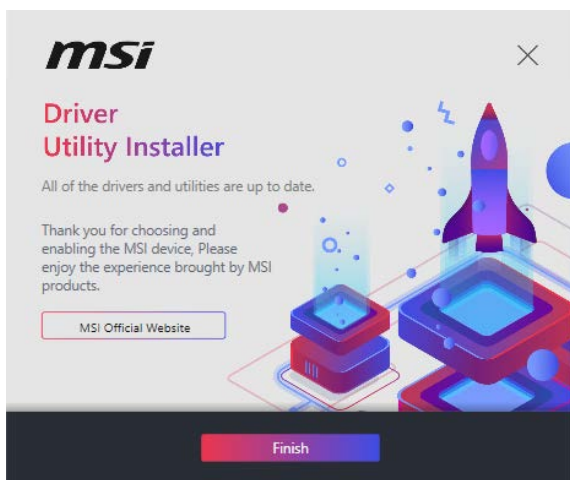 msi
Driver
Utility Installer
All of the drivers and utilities are up to date.
Thank you for choosing and
enabling the MSI device, Please
enjoy the experience brought by MSI
products.
MSI Official Website
Finish